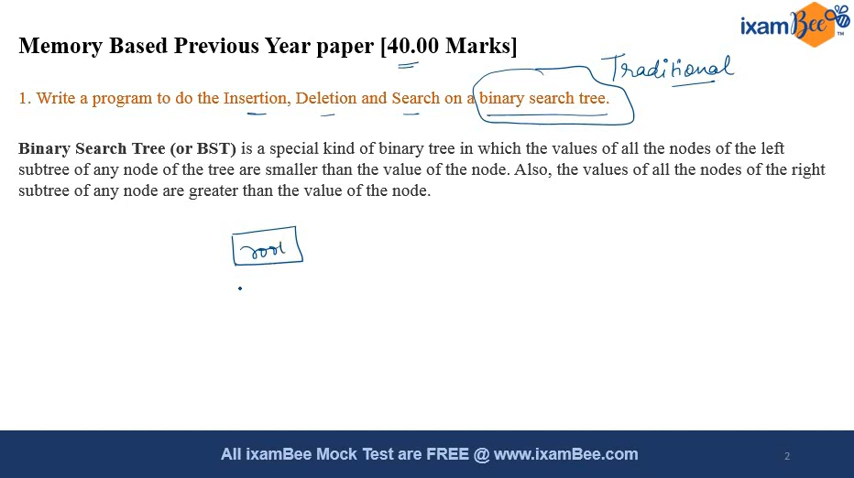 ixamBee
TM
Memory Based Previous Year paper [40.00 Marks]
Traditional
1. Write a program to do the Insertion, Deletion and Search on a binary search tree.
Binary Search Tree (or BST) is a special kind of binary tree in which the values of all the nodes of the left
subtree of any node of the tree are smaller than the value of the node. Also, the values of all the nodes of the right
subtree of any node are greater than the value of the node.
root
All ixamBee Mock Test are FREE @ www.ixamBee.com
2